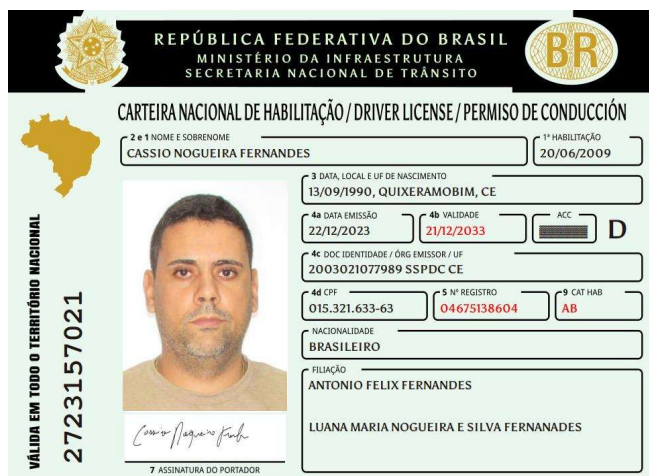 REPÚBLICA FEDERATIVA DO BRASIL
MINISTÉRIO DA INFRAESTRUTURA
SECRETARIA NACIONAL DE TRÂNSITO
BR
CARTEIRA NACIONAL DE HABILITAÇÃO / DRIVER LICENSE / PERMISO DE CONDUCCIÓN
2 e 1 NOME E SOBRENOME
CASSIO NOGUEIRA FERNANDES
1ª HABILITAÇÃO
20/06/2009
3 DATA, LOCAL E UF DE NASCIMENTO
13/09/1990, QUIXERAMOBIM, CE
4a DATA EMISSÃO
22/12/2023
4b VALIDADE
21/12/2033
ACC
D
4c DOC IDENTIDADE / ÓRG EMISSOR / UF
2003021077989 SSPDC CE
4d CPF
015.321.633-63
5 Nº REGISTRO
04675138604
9 CAT HAB
AB
NACIONALIDADE
BRASILEIRO
FILIAÇÃO
ANTONIO FELIX FERNANDES
LUANA MARIA NOGUEIRA E SILVA FERNANADES
7 ASSINATURA DO PORTADOR
VÁLIDA EM TODO O TERRITÓRIO NACIONAL
2723157021